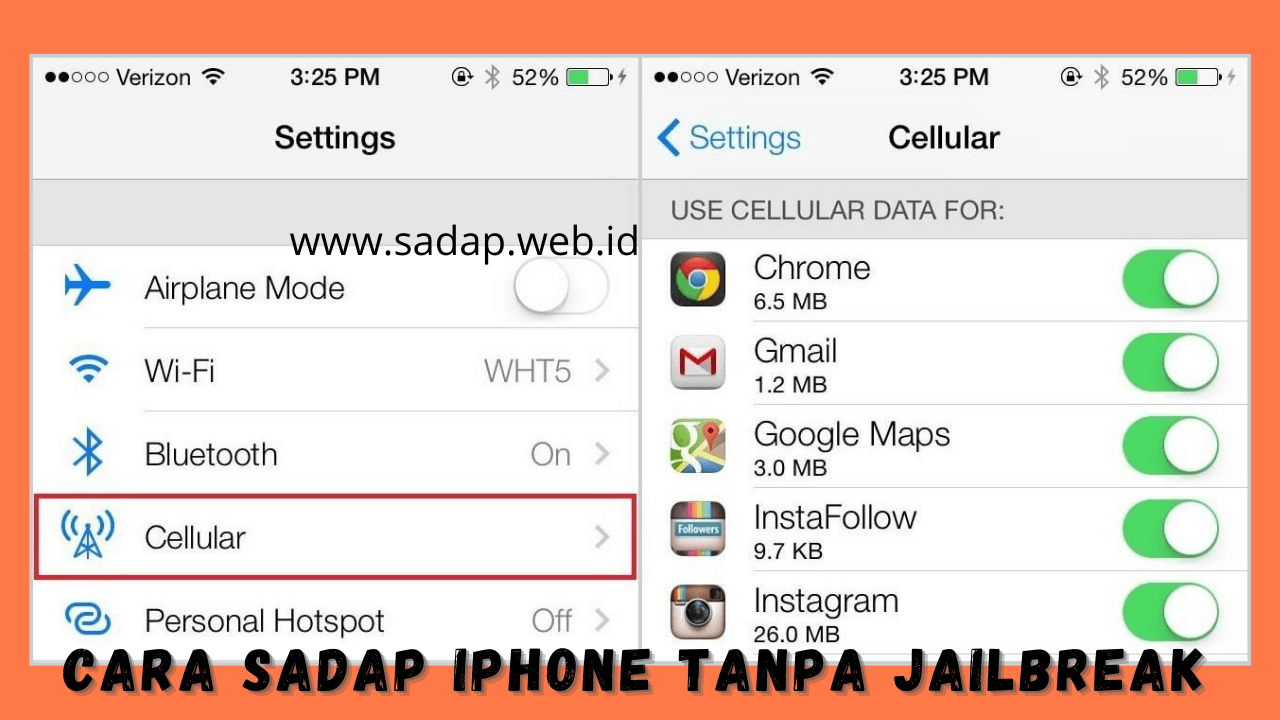 Verizon 3:25 PM 52%
Settings
www.sadap.web.id
Airplane Mode
Wi-Fi WHT5
Bluetooth On
Cellular
Personal Hotspot Off
Verizon 3:25 PM 52%
Settings Cellular
USE CELLULAR DATA FOR:
Chrome
6.5 MB
Gmail
1.2 MB
Google Maps
3.0 MB
Followers
InstaFollow
9.7 KB
Instagram
26.0 MB
CARA SADAP IPHONE TANPA JAILBREAK